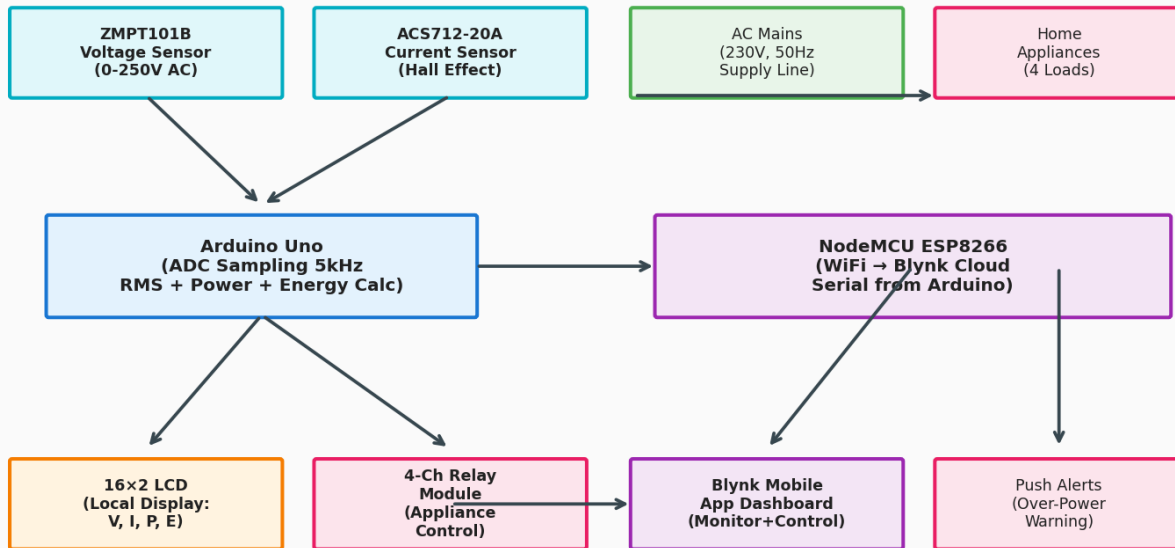 ZMPT101B
Voltage Sensor
(0-250V AC)
ACS712-20A
Current Sensor
(Hall Effect)
AC Mains
(230V, 50Hz
Supply Line)
Home
Appliances
(4 Loads)
Arduino Uno
(ADC Sampling 5kHz
RMS + Power + Energy Calc)
NodeMCU ESP8266
(WiFi → Blynk Cloud
Serial from Arduino)
16×2 LCD
(Local Display:
V, I, P, E)
4-Ch Relay
Module
(Appliance
Control)
Blynk Mobile
App Dashboard
(Monitor+Control)
Push Alerts
(Over-Power
Warning)